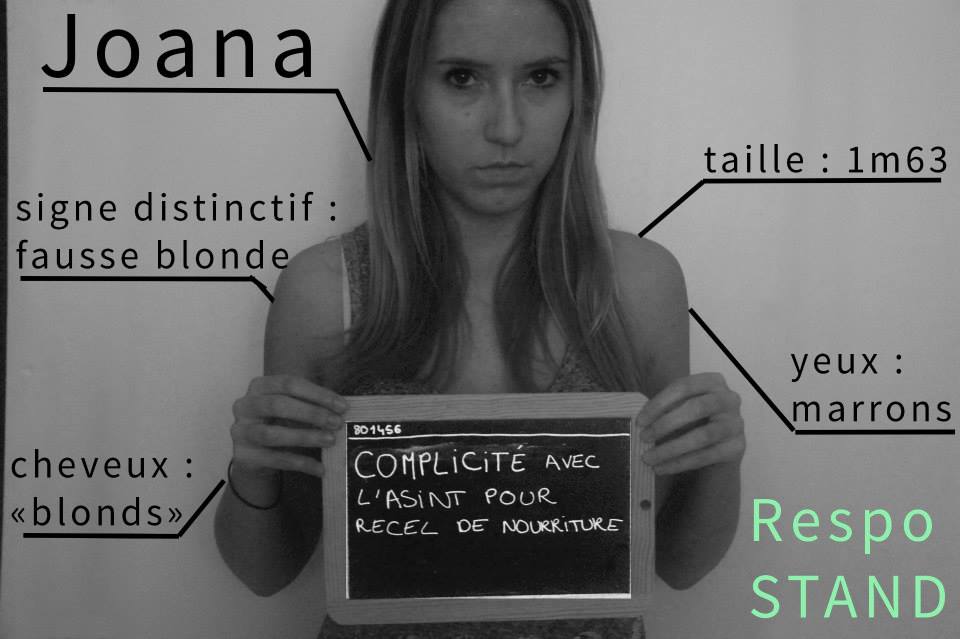 Joana
signe distinctif :
fausse blonde
cheveux :
«blonds»
taille : 1m63
yeux :
marrons
801456
COMPLICITÉ AVEC
L'ASINT POUR
RECEL DE NOURRITURE
Respo
STAND